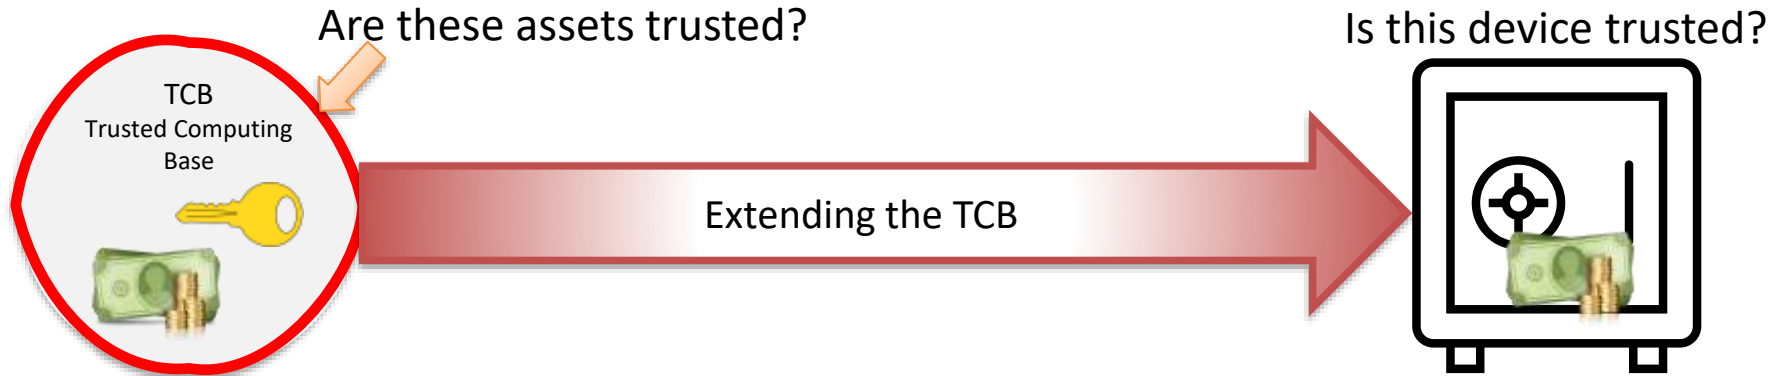 Are these assets trusted?
Is this device trusted?
TCB
Trusted Computing
Base
Extending the TCB